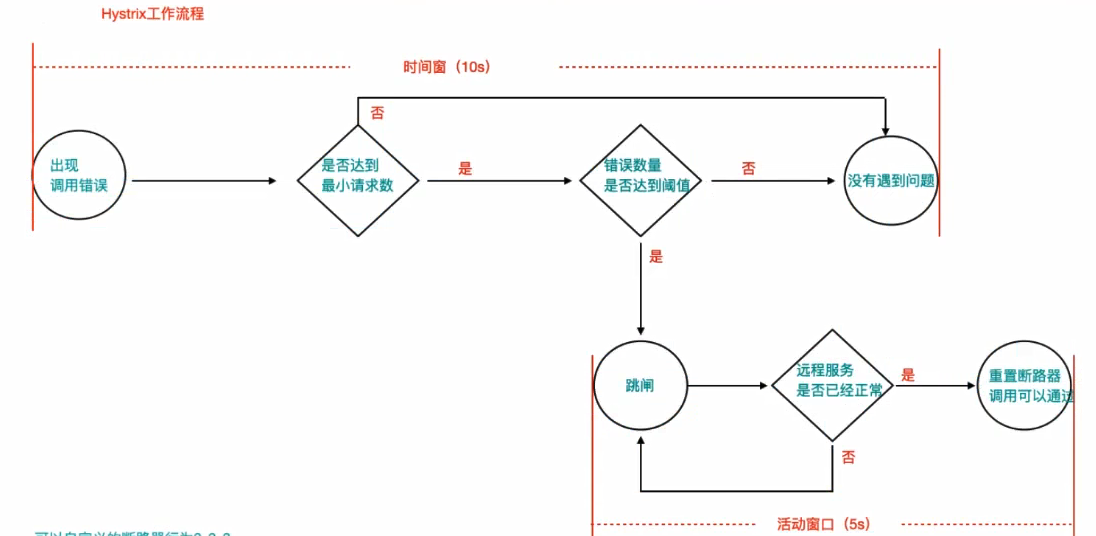 Hystrix工作流程
时间窗（10s）
否
出现
调用错误
是否达到
最小请求数
是
错误数量
是否达到阈值
否
没有遇到问题
是
跳闸
远程服务
是否已经正常
是
重置断路器
调用可以通过
否
活动窗口（5s）